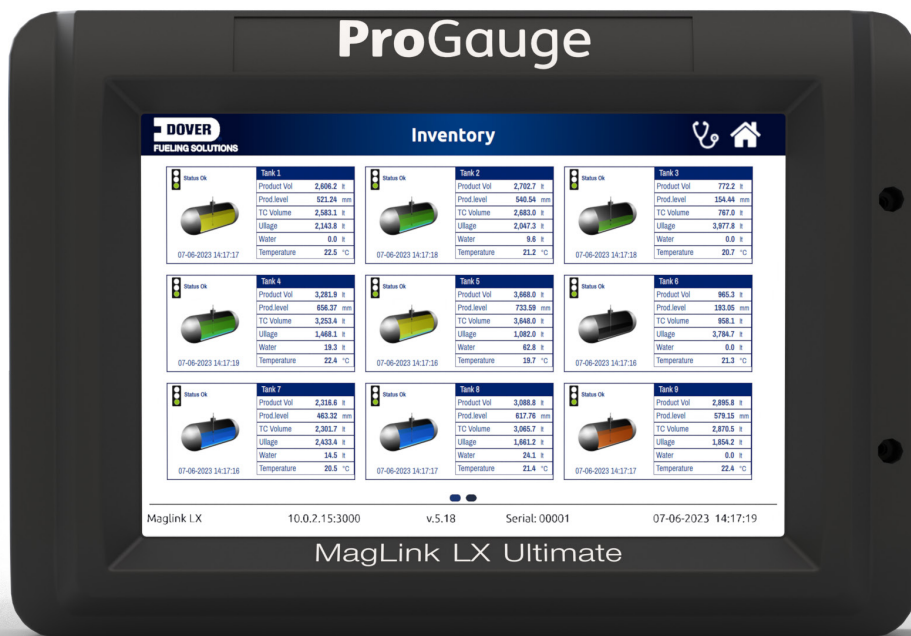 ProGauge
DOVER
FUELING SOLUTIONS
Inventory
Status Ok
Tank 1
Product Vol 2,606.2 lt
Prod.level 521.24 mm
TC Volume 2,583.1 lt
Ullage 2,143.8 lt
Water 0.0 lt
Temperature 22.5 °C
07-06-2023 14:17:17
Status Ok
Tank 2
Product Vol 2,702.7 lt
Prod.level 540.54 mm
TC Volume 2,683.0 lt
Ullage 2,047.3 lt
Water 9.6 lt
Temperature 21.2 °C
07-06-2023 14:17:18
Status Ok
Tank 3
Product Vol 772.2 lt
Prod.level 154.44 mm
TC Volume 767.0 lt
Ullage 3,977.8 lt
Water 0.0 lt
Temperature 20.7 °C
07-06-2023 14:17:18
Status Ok
Tank 4
Product Vol 3,281.9 lt
Prod.level 656.37 mm
TC Volume 3,253.4 lt
Ullage 1,468.1 lt
Water 19.3 lt
Temperature 22.4 °C
07-06-2023 14:17:19
Status Ok
Tank 5
Product Vol 3,668.0 lt
Prod.level 733.59 mm
TC Volume 3,648.0 lt
Ullage 1,082.0 lt
Water 62.8 lt
Temperature 19.7 °C
07-06-2023 14:17:16
Status Ok
Tank 6
Product Vol 965.3 lt
Prod.level 193.05 mm
TC Volume 958.1 lt
Ullage 3,784.7 lt
Water 0.0 lt
Temperature 21.3 °C
07-06-2023 14:17:16
Status Ok
Tank 7
Product Vol 2,316.6 lt
Prod.level 463.32 mm
TC Volume 2,301.7 lt
Ullage 2,433.4 lt
Water 14.5 lt
Temperature 20.5 °C
07-06-2023 14:17:16
Status Ok
Tank 8
Product Vol 3,088.8 lt
Prod.level 617.76 mm
TC Volume 3,065.7 lt
Ullage 1,661.2 lt
Water 24.1 lt
Temperature 21.4 °C
07-06-2023 14:17:17
Status Ok
Tank 9
Product Vol 2,895.8 lt
Prod.level 579.15 mm
TC Volume 2,870.5 lt
Ullage 1,854.2 lt
Water 0.0 lt
Temperature 22.4 °C
07-06-2023 14:17:17
Maglink LX 10.0.2.15:3000 v.5.18 Serial: 00001 07-06-2023 14:17:19
MagLink LX Ultimate